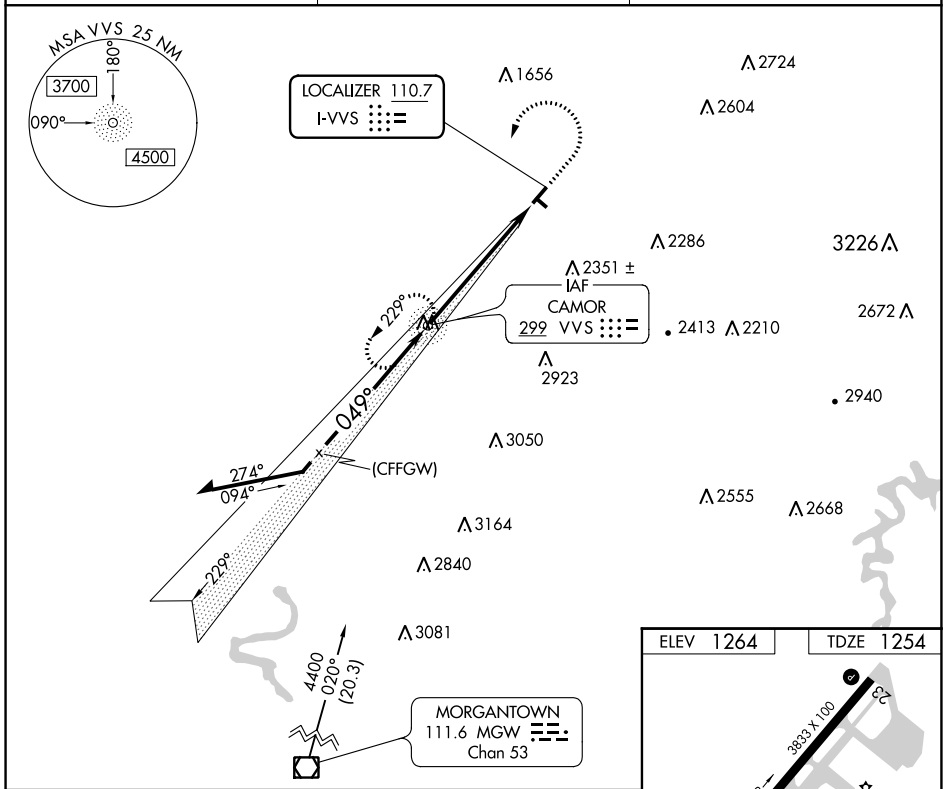 MSA VVS 25 NM
180°
3700
090°
4500
LOCALIZER 110.7
I-VVS
1656
2724
2604
2286
3226
2351 ±
IAF
CAMOR
299 VVS
2672
2413
2210
2923
2940
229°
049°
3050
(CFFGW)
274°
094°
2555
2668
3164
2840
229°
3081
4400
020°
(20.3)
MORGANTOWN
111.6 MGW
Chan 53
ELEV 1264
TDZE 1254
23
3833 X 100